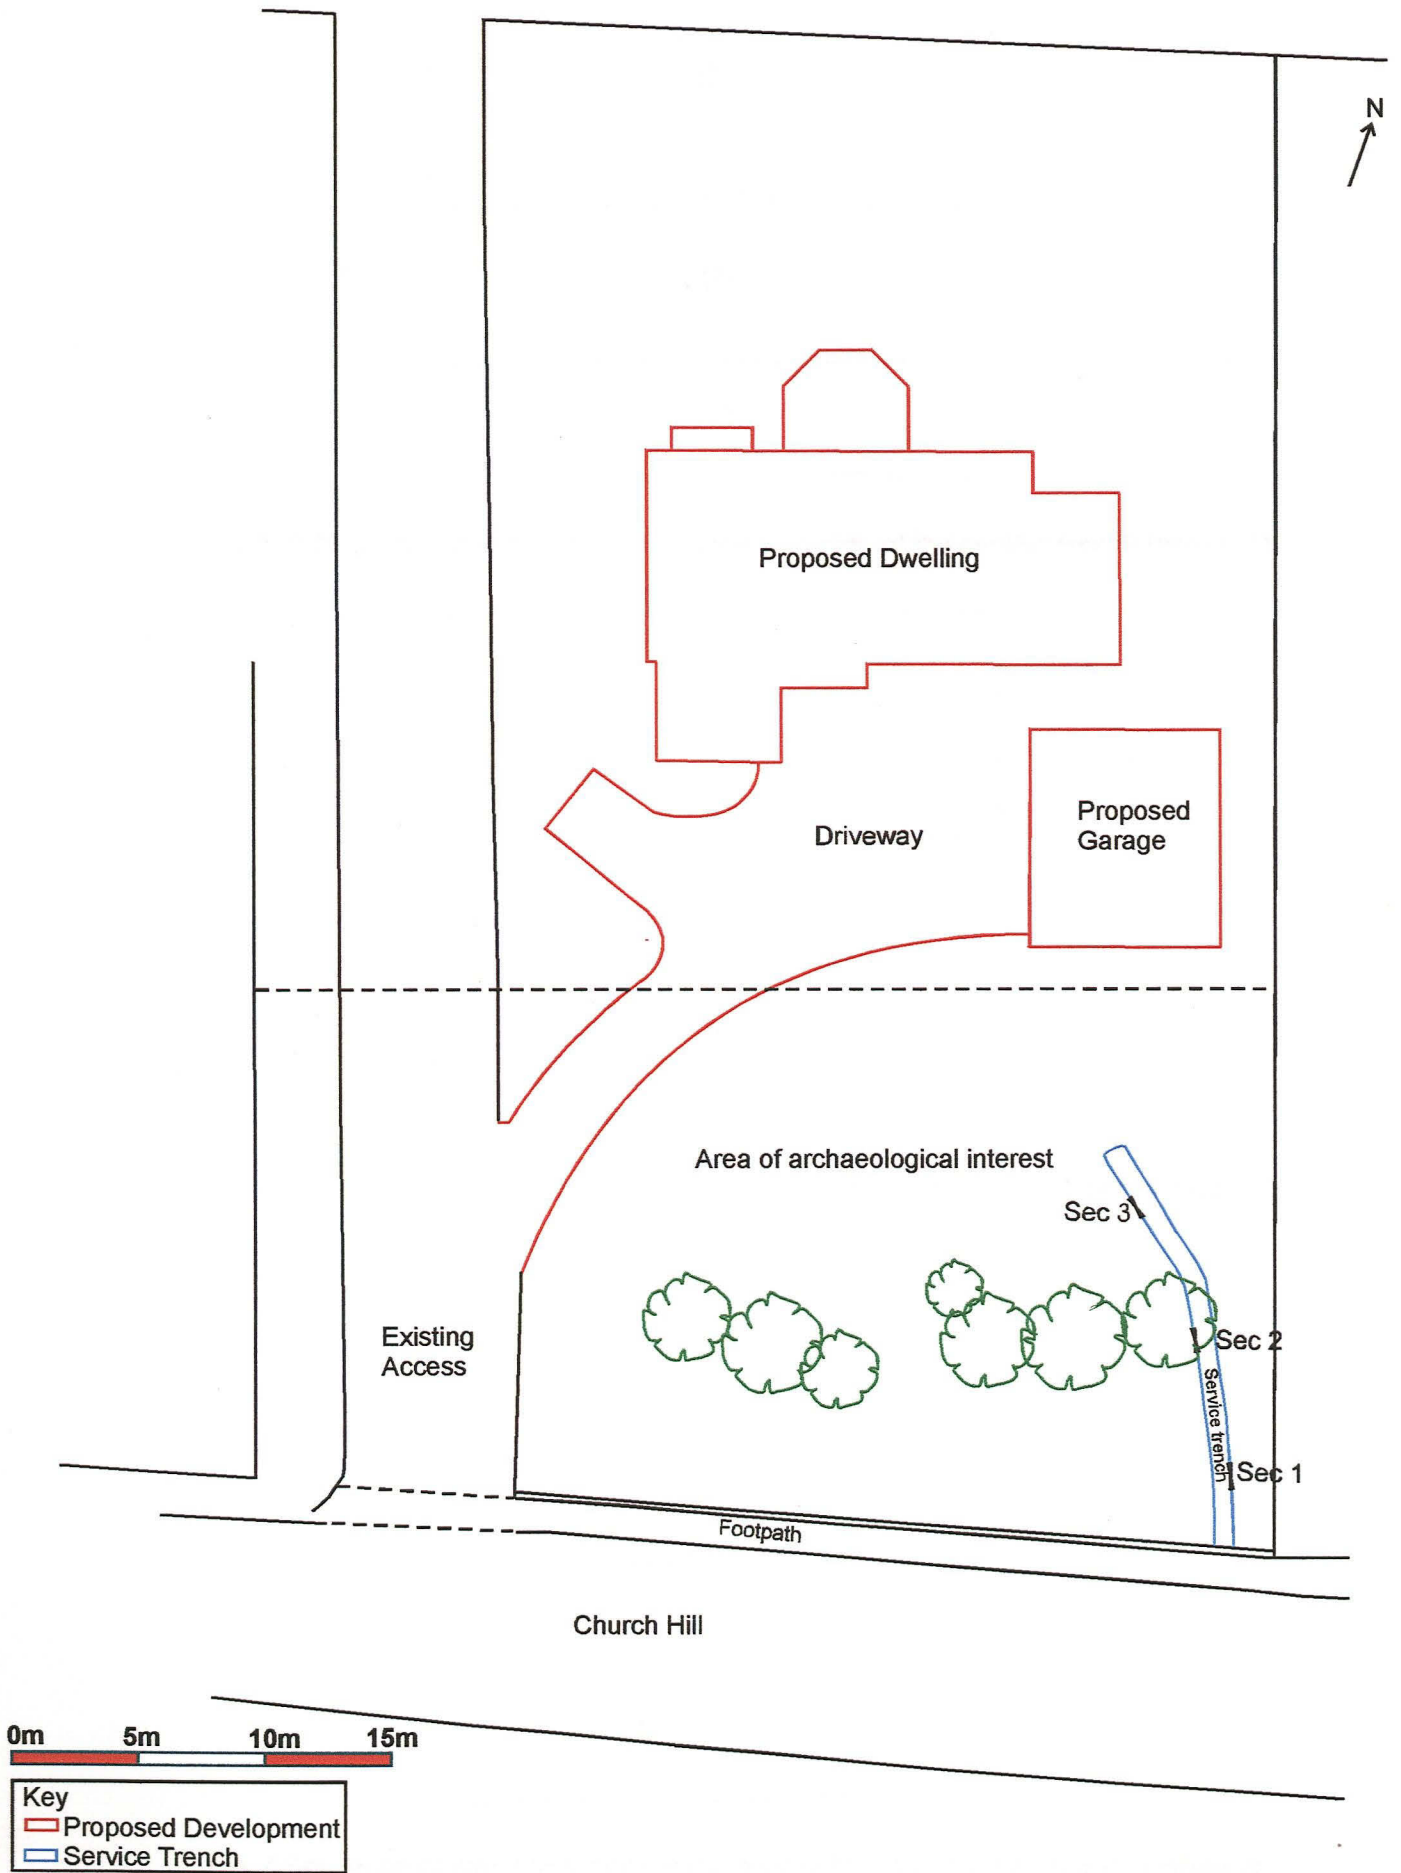 N
Proposed Dwelling
Proposed
Garage
Driveway
Area of archaeological interest
Sec 3
Existing
Access
Sec 2
Service trench
Sec 1
Footpath
Church Hill
0m 5m 10m 15m
Key
Proposed Development
Service Trench